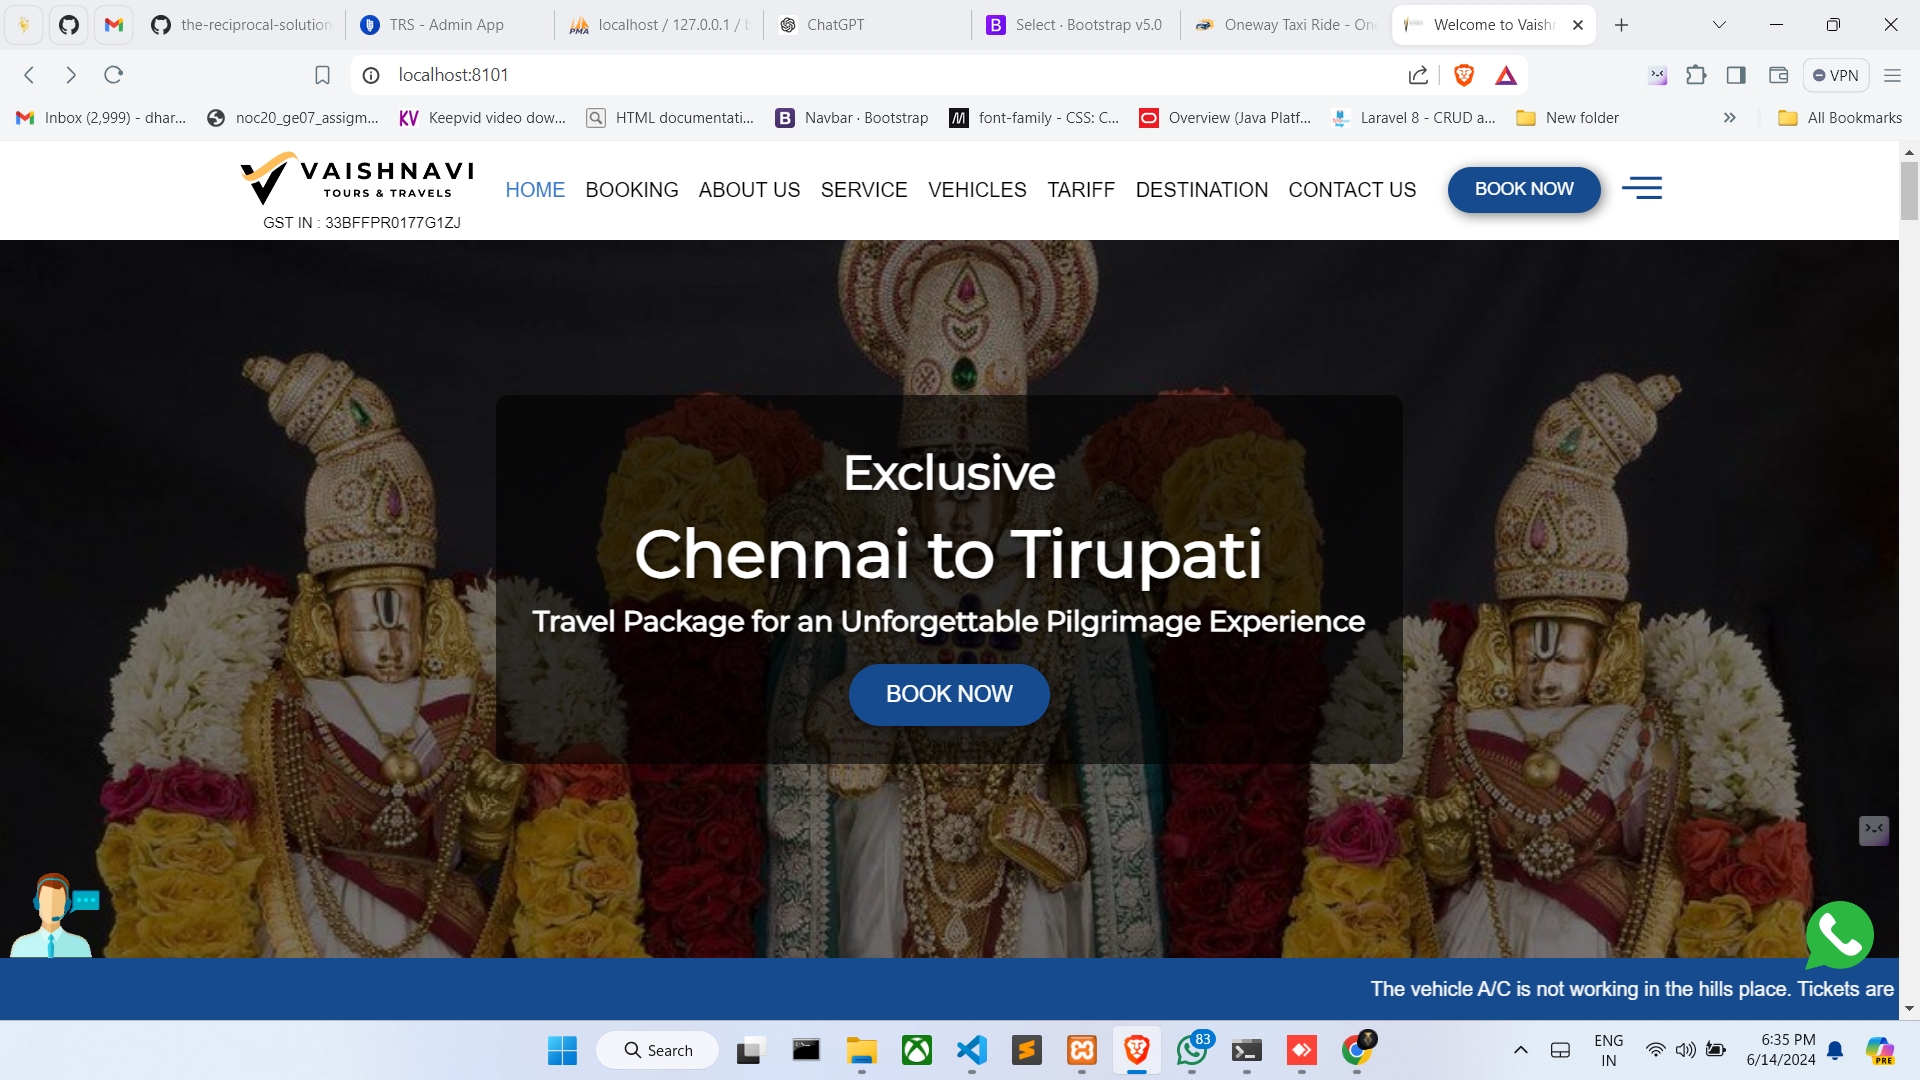 the-reciprocal-solution
TRS - Admin App
localhost / 127.0.0.1 / b
ChatGPT
Select · Bootstrap v5.0
Oneway Taxi Ride - One
Welcome to Vaishn
localhost:8101
VPN
Inbox (2,999) - dhar...
noc20_ge07_assigm...
KV Keepvid video dow...
HTML documentati...
B Navbar · Bootstrap
font-family - CSS: C...
Overview (Java Platf...
Laravel 8 - CRUD a...
New folder
All Bookmarks
VAISHNAVI
TOURS & TRAVELS
GST IN : 33BFFPR0177G1ZJ
HOME BOOKING ABOUT US SERVICE VEHICLES TARIFF DESTINATION CONTACT US
BOOK NOW
Exclusive
Chennai to Tirupati
Travel Package for an Unforgettable Pilgrimage Experience
BOOK NOW
The vehicle A/C is not working in the hills place. Tickets are
Search
83
ENG
IN
6:35 PM
6/14/2024
PRE